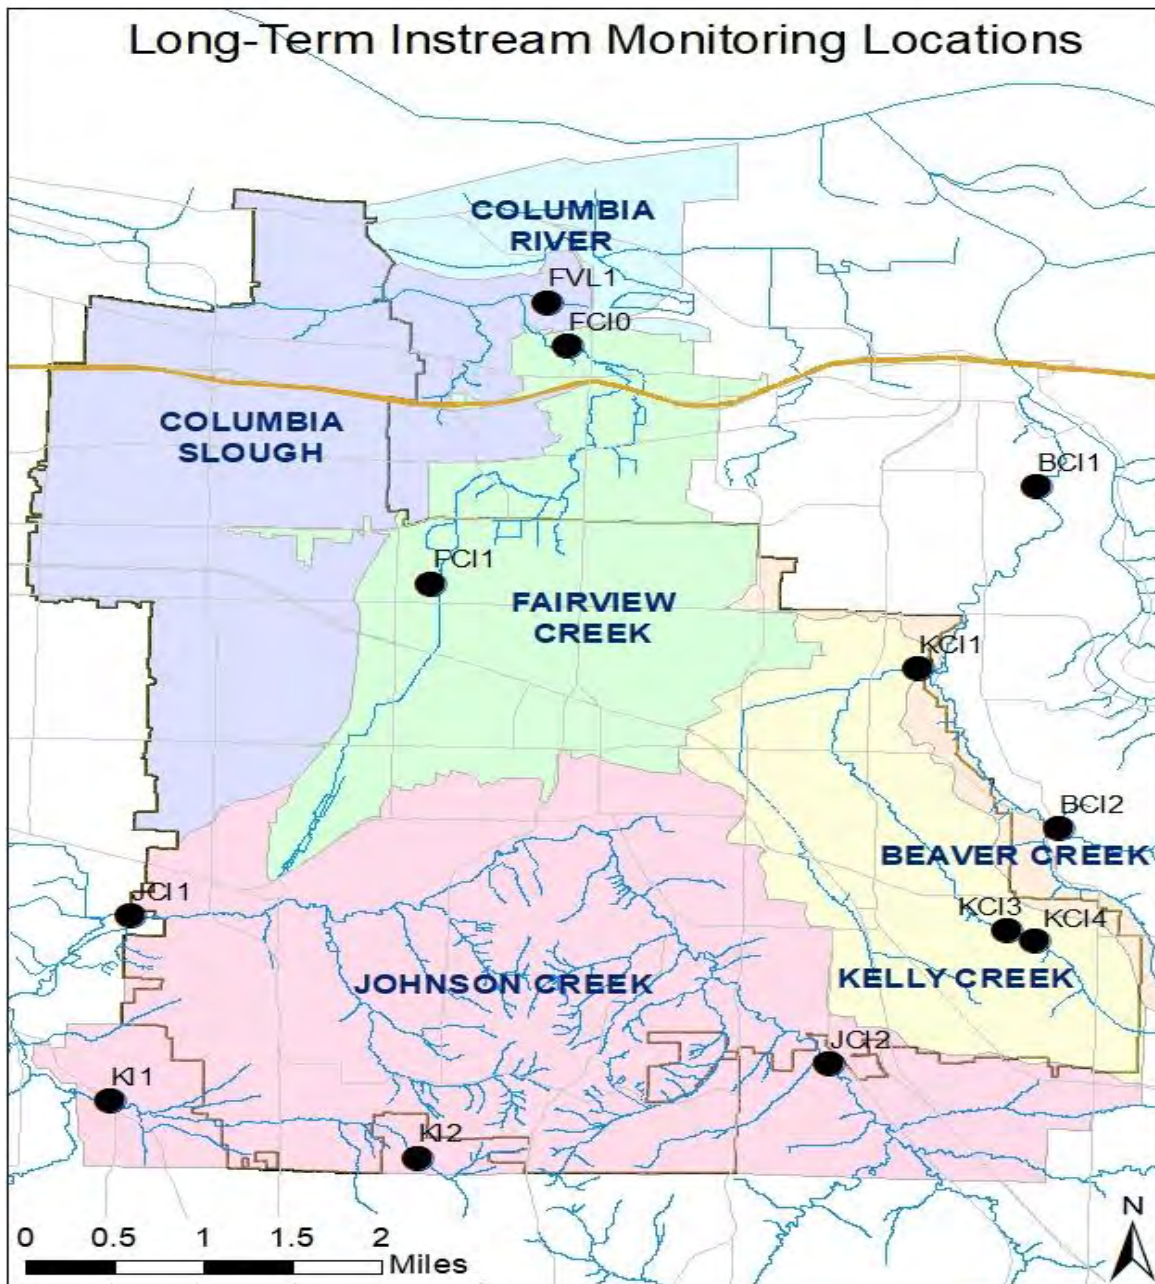 Long-Term Instream Monitoring Locations
COLUMBIA
RIVER
FVL1
FCI0
COLUMBIA
SLOUGH
BCI1
FCI1
FAIRVIEW
CREEK
KCI1
BCI2
BEAVER CREEK
JCI1
KCI3
KCI4
JOHNSON CREEK
KELLY CREEK
JCI2
KI1
KI2
N
0 0.5 1 1.5 2
Miles